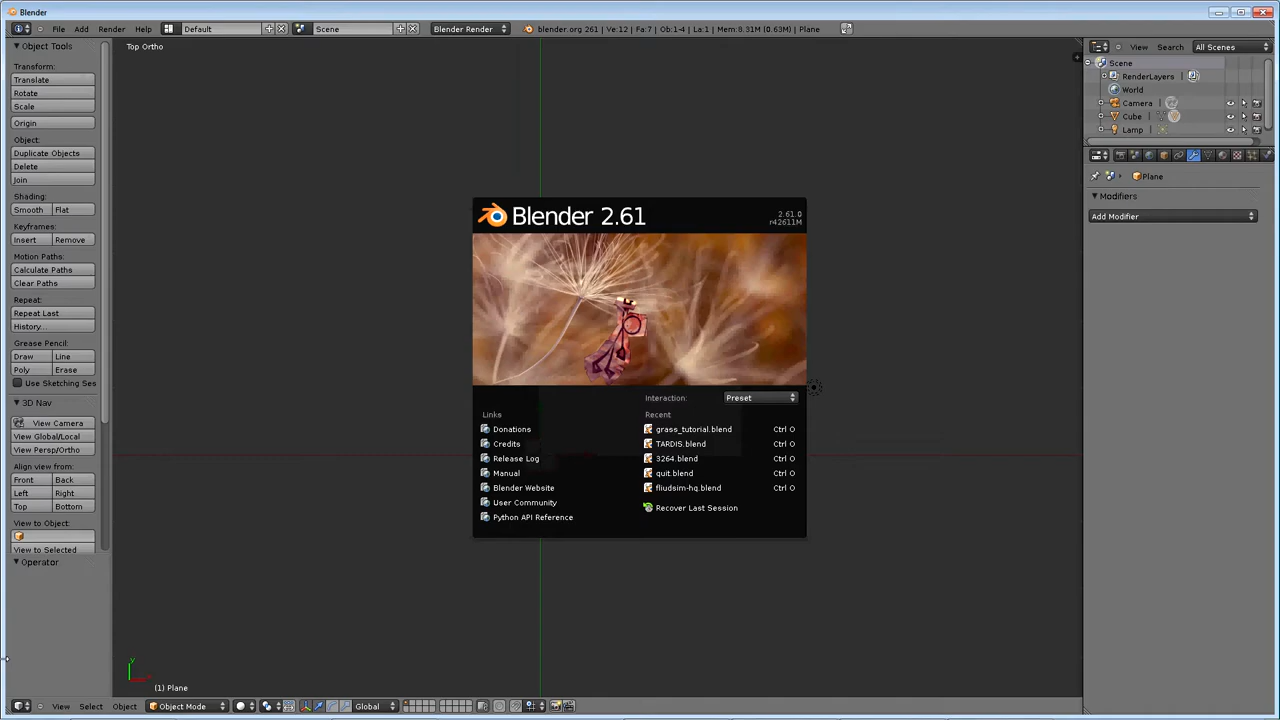 Blender
File Add Render Help Default Scene Blender Render blender.org 261 | Ve:12 | Fa:7 | Ob:1-4 | La:1 | Mem:8.31M (0.63M) | Plane
Object Tools
Transform:
Translate
Rotate
Scale
Origin
Object:
Duplicate Objects
Delete
Join
Shading:
Smooth Flat
Keyframes:
Insert Remove
Motion Paths:
Calculate Paths
Clear Paths
Repeat:
Repeat Last
History...
Grease Pencil:
Draw Line
Poly Erase
Use Sketching Ses
3D Nav
View Camera
View Global/Local
View Persp/Ortho
Align view from:
Front Back
Left Right
Top Bottom
View to Object:
View to Selected
Operator
Top Ortho
Blender 2.61
2.61.0
r42611M
Interaction: Preset
Links
Donations
Credits
Release Log
Manual
Blender Website
User Community
Python API Reference
Recent
grass_tutorial.blend Ctrl O
TARDIS.blend Ctrl O
3264.blend Ctrl O
quit.blend Ctrl O
fliudsim-hq.blend Ctrl O
Recover Last Session
y
(1) Plane
View Select Object Object Mode Global
View Search All Scenes
Scene
RenderLayers
World
Camera
Cube
Lamp
Plane
Modifiers
Add Modifier